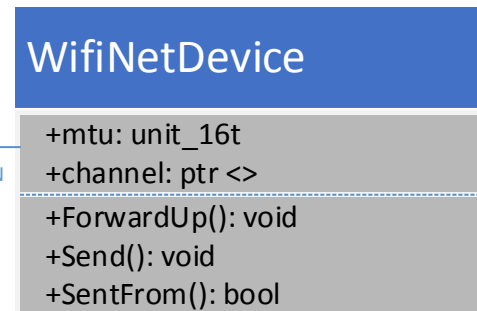 WifiNetDevice
+mtu: unit_16t
+channel: ptr <>
+ForwardUp(): void
+Send(): void
+SentFrom(): bool